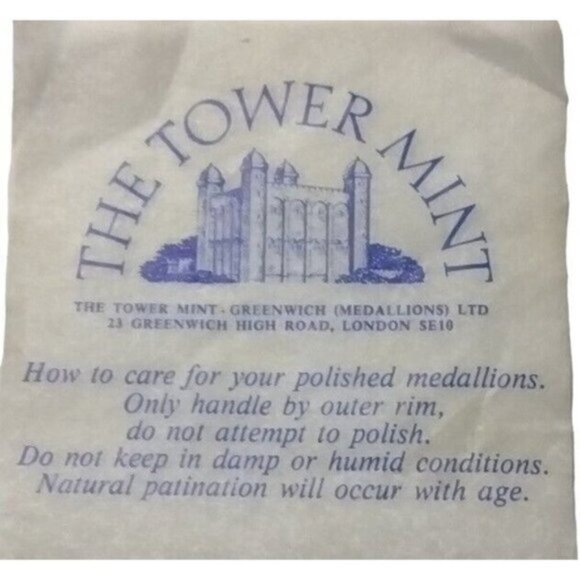 THE TOWER MINT
THE TOWER MINT - GREENWICH (MEDALLIONS) LTD
23 GREENWICH HIGH ROAD, LONDON SE10
How to care for your polished medallions.
Only handle by outer rim,
do not attempt to polish.
Do not keep in damp or humid conditions.
Natural patination will occur with age.